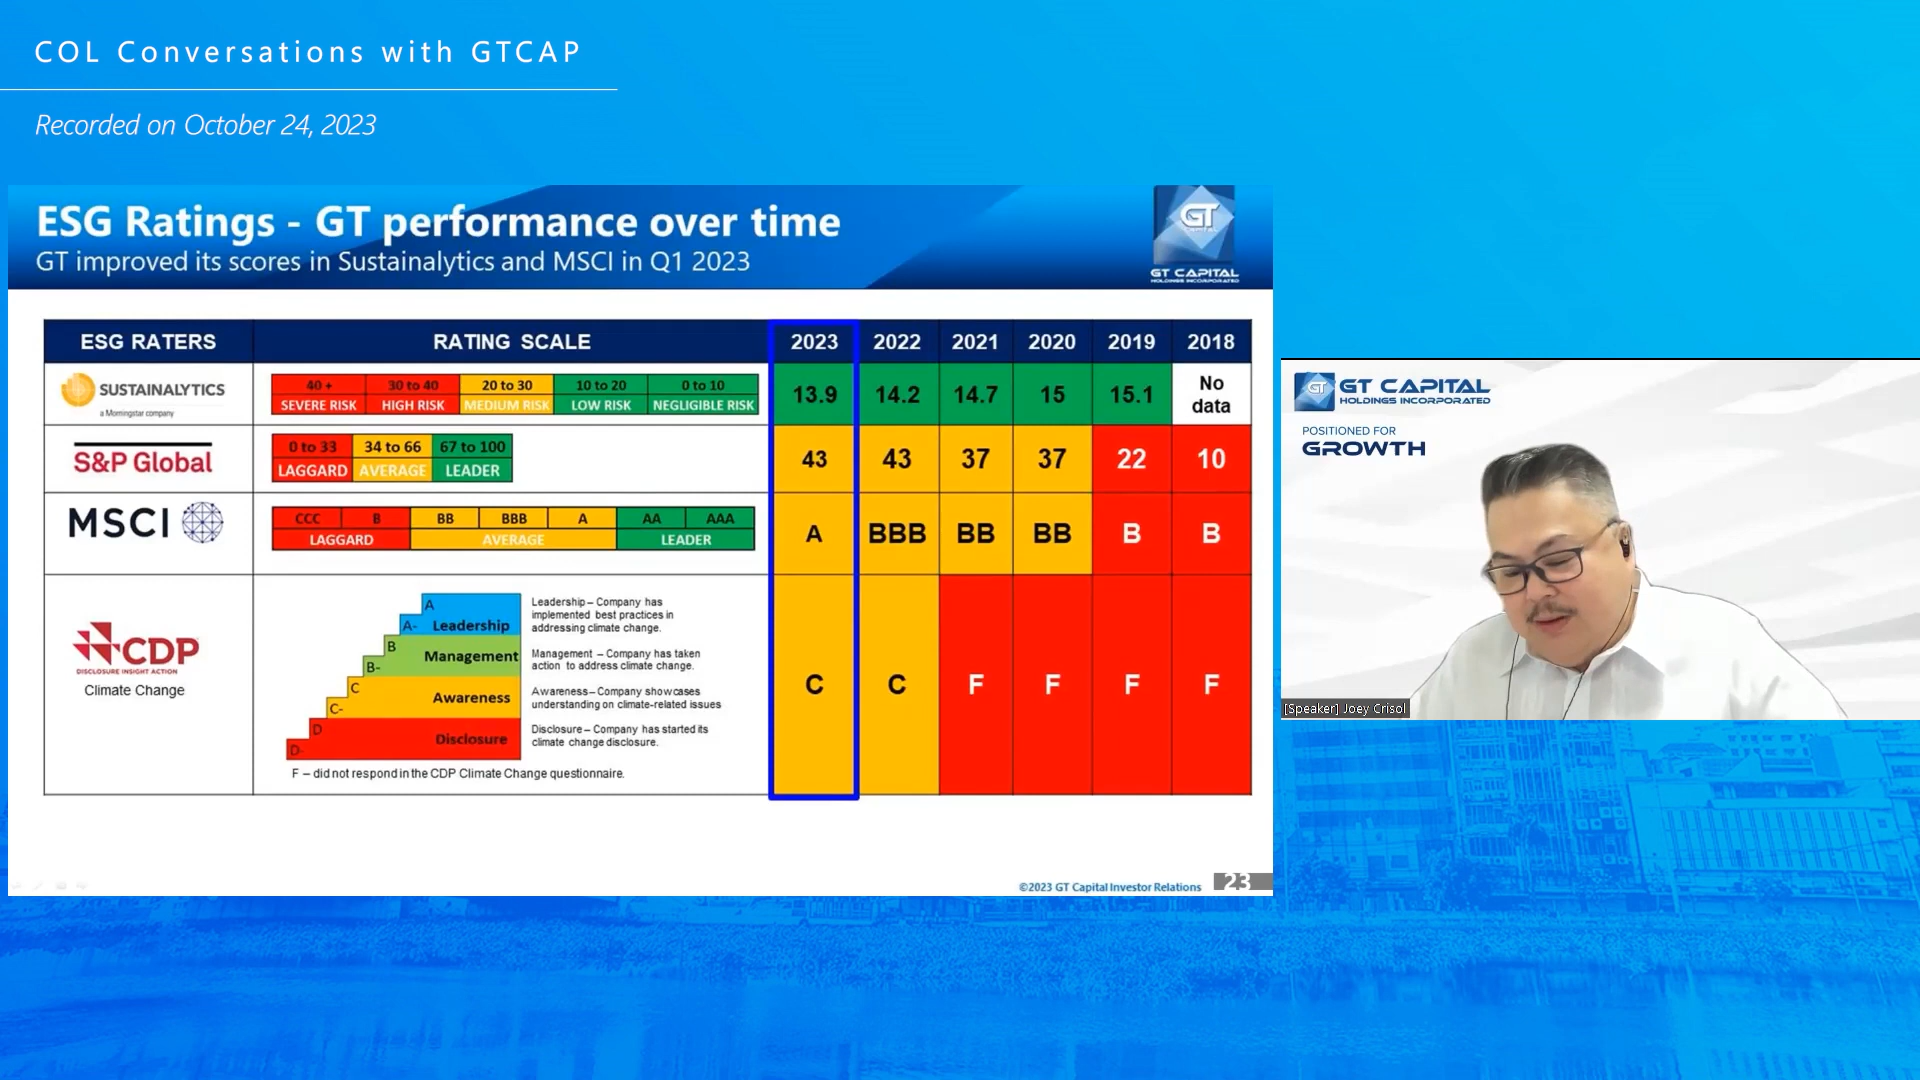 COL Conversations with GTCAP
Recorded on October 24, 2023
ESG Ratings - GT performance over time
GT improved its scores in Sustainalytics and MSCI in Q1 2023
GT
CAPITAL
GT CAPITAL
HOLDINGS INCORPORATED
ESG RATERS RATING SCALE 2023 2022 2021 2020 2019 2018
SUSTAINALYTICS
a Morningstar company
40 + 30 to 40 20 to 30 10 to 20 0 to 10
SEVERE RISK HIGH RISK MEDIUM RISK LOW RISK NEGLIGIBLE RISK
13.9 14.2 14.7 15 15.1 No data
S&P Global
0 to 33 34 to 66 67 to 100
LAGGARD AVERAGE LEADER
43 43 37 37 22 10
MSCI
CCC B BB BBB A AA AAA
LAGGARD AVERAGE LEADER
A BBB BB BB B B
CDP
DISCLOSURE INSIGHT ACTION
Climate Change
A
A- Leadership
B
B-
Management
C
C-
Awareness
D
D-
Disclosure
Leadership – Company has
implemented best practices in
addressing climate change.
Management – Company has taken
action to address climate change.
Awareness – Company showcases
understanding on climate-related issues
Disclosure – Company has started its
climate change disclosure.
F – did not respond in the CDP Climate Change questionnaire.
C C F F F F
©2023 GT Capital Investor Relations
23
GT
GT CAPITAL
HOLDINGS INCORPORATED
POSITIONED FOR
GROWTH
[Speaker] Joey Crisol